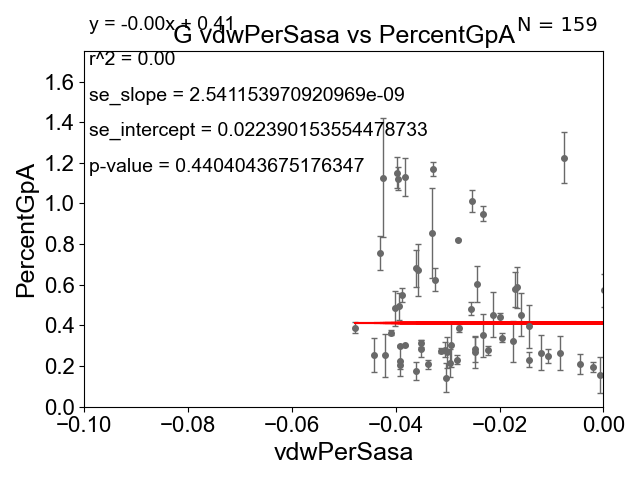 y = -0.00x + 0.41
G vdwPerSasa vs PercentGpA
N = 159
r^2 = 0.00
se_slope = 2.541153970920969e-09
se_intercept = 0.022390153554478733
p-value = 0.4404043675176347
PercentGpA
1.6
1.4
1.2
1.0
0.8
0.6
0.4
0.2
0.0
−0.10
−0.08
−0.06
−0.04
−0.02
0.00
vdwPerSasa